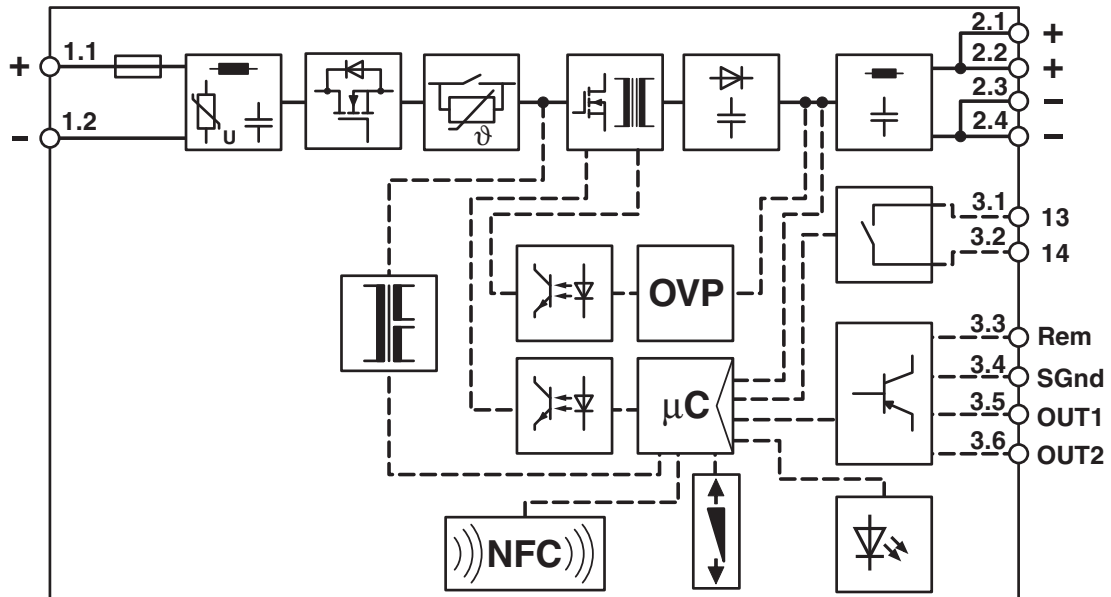 + 1.1
− 1.2
U
ϑ
2.1 +
2.2 +
2.3 −
2.4 −
3.1 13
3.2 14
OVP
3.3 Rem
3.4 SGnd
3.5 OUT1
3.6 OUT2
μC
NFC